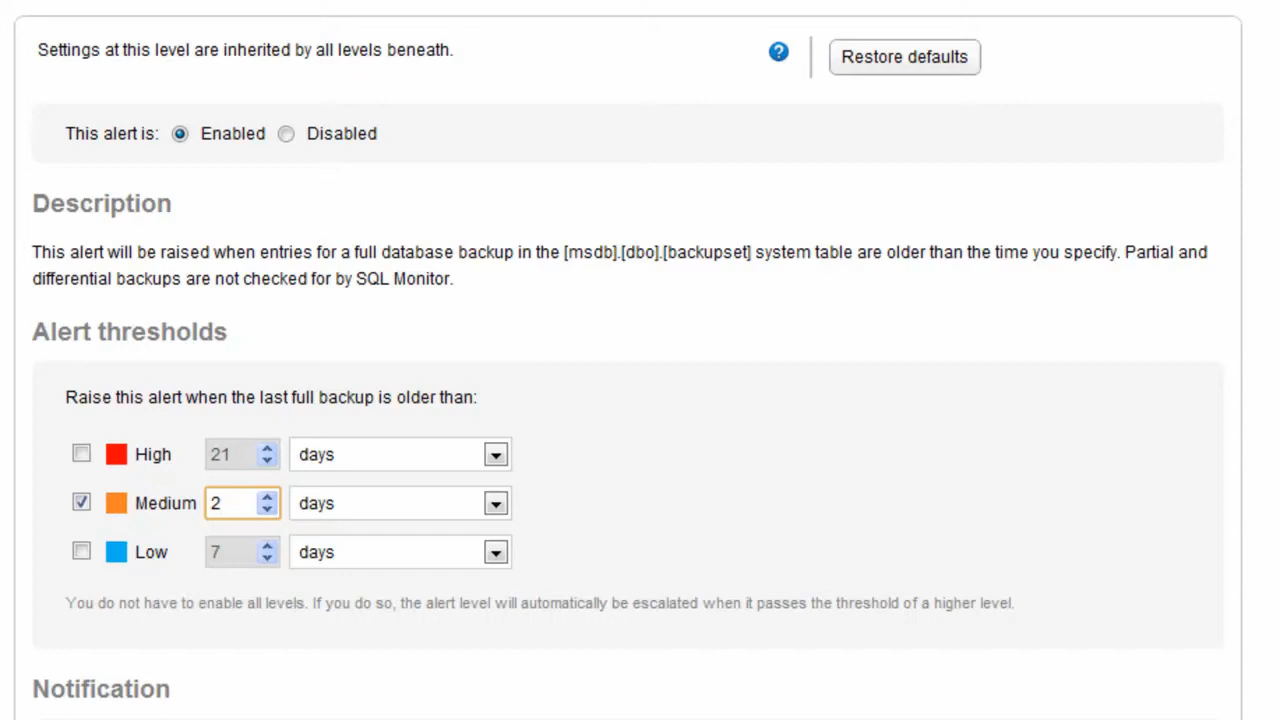 Settings at this level are inherited by all levels beneath.
?
Restore defaults
This alert is: Enabled Disabled
Description
This alert will be raised when entries for a full database backup in the [msdb].[dbo].[backupset] system table are older than the time you specify. Partial and
differential backups are not checked for by SQL Monitor.
Alert thresholds
Raise this alert when the last full backup is older than:
High 21 days
Medium 2 days
Low 7 days
You do not have to enable all levels. If you do so, the alert level will automatically be escalated when it passes the threshold of a higher level.
Notification